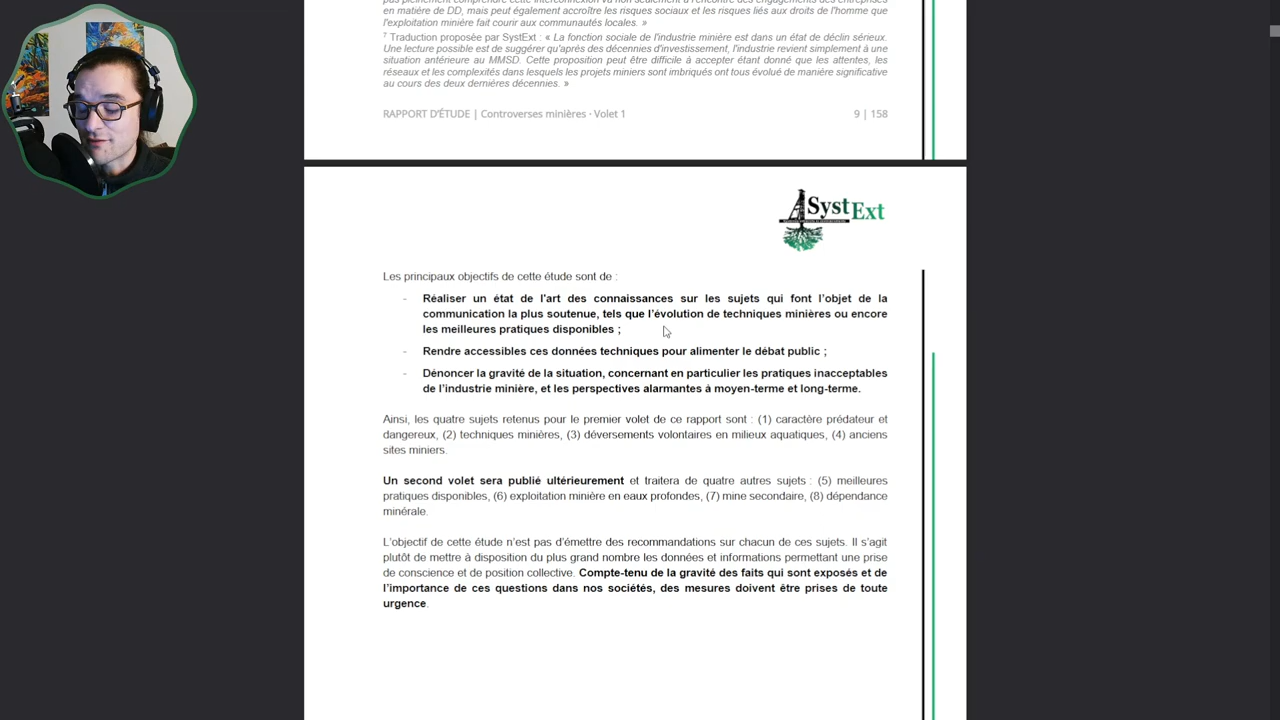 pas pleinement comprendre cette interconnexion va non seulement à l'encontre des engagements des entreprises
en matière de DD, mais peut également accroître les risques sociaux et les risques liés aux droits de l'homme que
l'exploitation minière fait courir aux communautés locales. »
7 Traduction proposée par SystExt : « La fonction sociale de l'industrie minière est dans un état de déclin sérieux.
Une lecture possible est de suggérer qu'après des décennies d'investissement, l'industrie revient simplement à une
situation antérieure au MMSD. Cette proposition peut être difficile à accepter étant donné que les attentes, les
réseaux et les complexités dans lesquels les projets miniers sont imbriqués ont tous évolué de manière significative
au cours des deux dernières décennies. »
RAPPORT D'ÉTUDE | Controverses minières · Volet 1 9 | 158
SystExt
Les principaux objectifs de cette étude sont de :
- Réaliser un état de l'art des connaissances sur les sujets qui font l'objet de la
communication la plus soutenue, tels que l'évolution de techniques minières ou encore
les meilleures pratiques disponibles ;
- Rendre accessibles ces données techniques pour alimenter le débat public ;
- Dénoncer la gravité de la situation, concernant en particulier les pratiques inacceptables
de l'industrie minière, et les perspectives alarmantes à moyen-terme et long-terme.
Ainsi, les quatre sujets retenus pour le premier volet de ce rapport sont : (1) caractère prédateur et
dangereux, (2) techniques minières, (3) déversements volontaires en milieux aquatiques, (4) anciens
sites miniers.
Un second volet sera publié ultérieurement et traitera de quatre autres sujets : (5) meilleures
pratiques disponibles, (6) exploitation minière en eaux profondes, (7) mine secondaire, (8) dépendance
minérale.
L'objectif de cette étude n'est pas d'émettre des recommandations sur chacun de ces sujets. Il s'agit
plutôt de mettre à disposition du plus grand nombre les données et informations permettant une prise
de conscience et de position collective. Compte-tenu de la gravité des faits qui sont exposés et de
l'importance de ces questions dans nos sociétés, des mesures doivent être prises de toute
urgence.